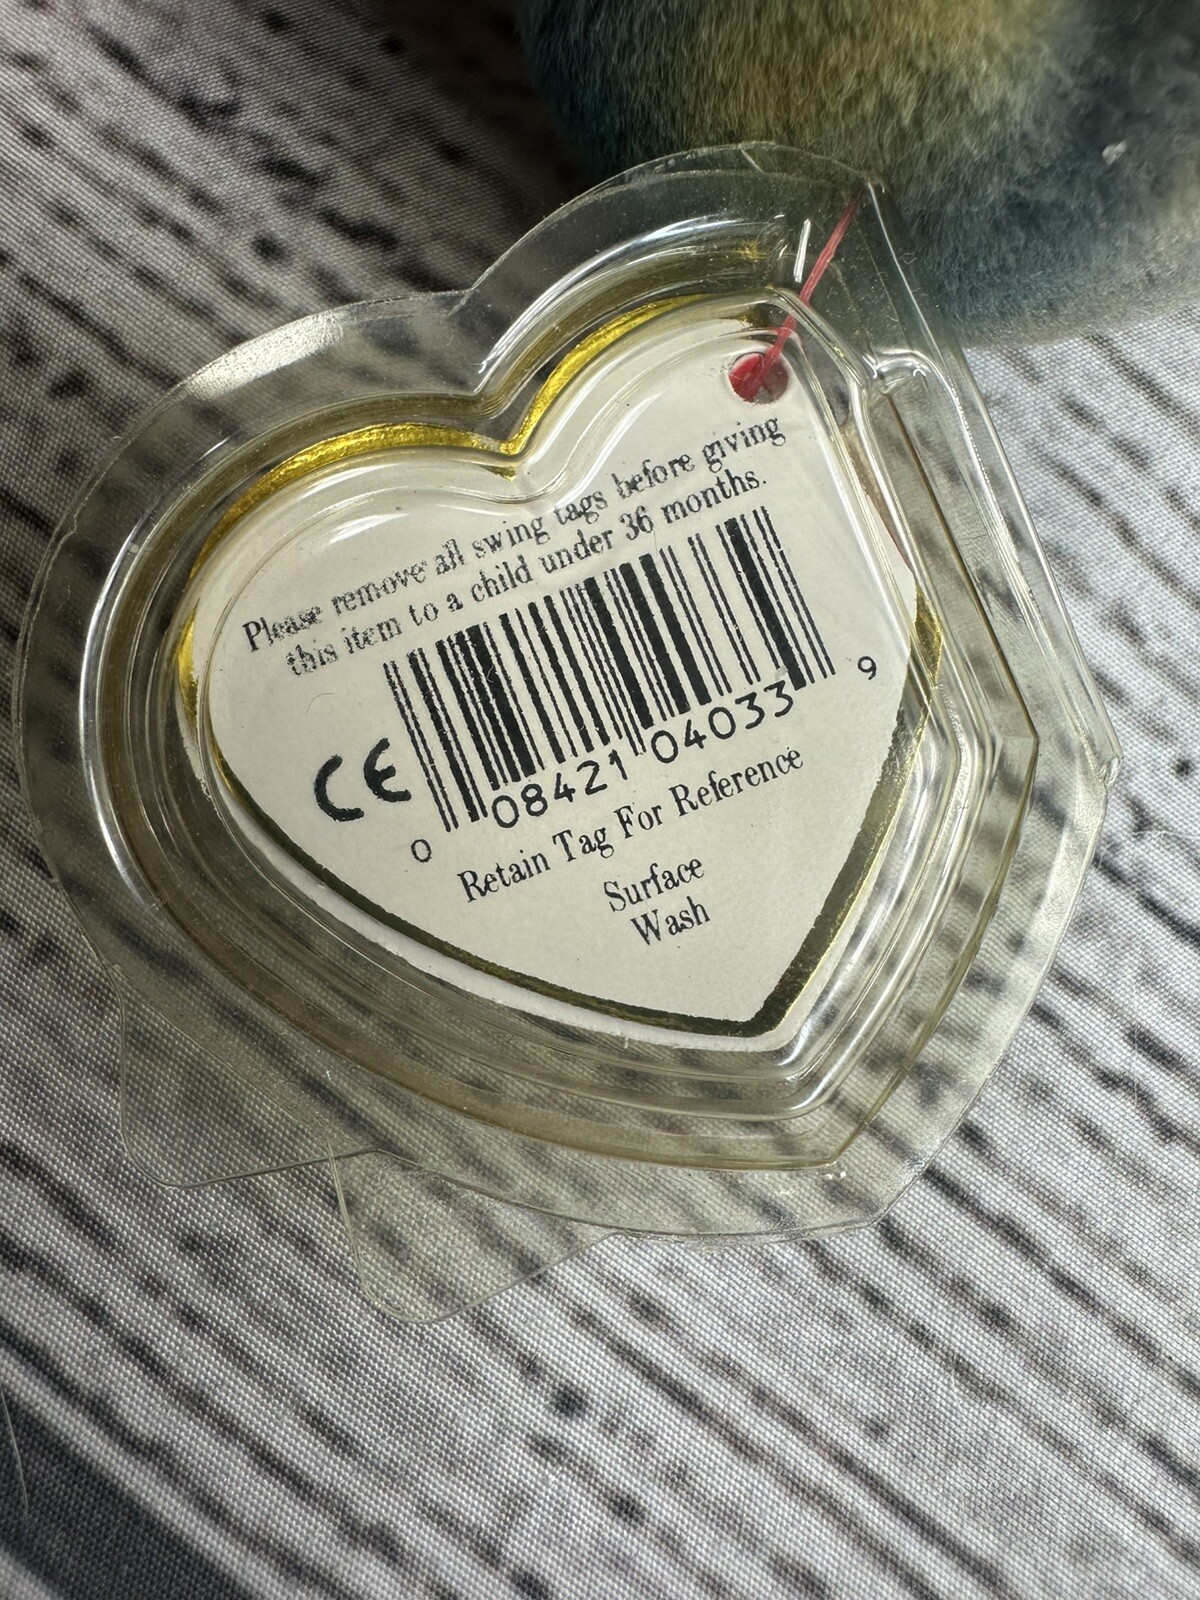 Please remove all swing tags before giving
this item to a child under 36 months.
CE
0 08421 04033 9
Retain Tag For Reference
Surface
Wash